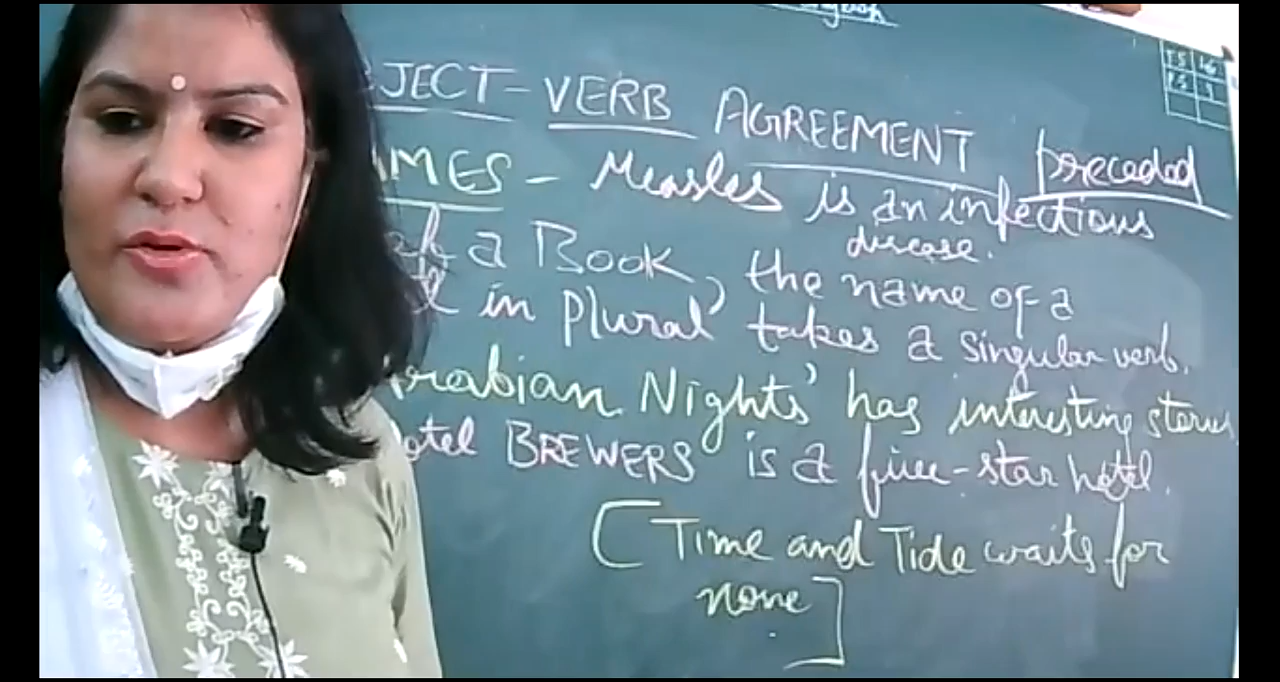 JECT-VERB AGREEMENT
preceded
MES - Measles is an infectious
disease.
of a Book, the name of a
in Plural takes a singular verb.
rabian Nights' has interesting stories
otel BREWERS is a five-star hotel.
[Time and Tide waits for
none]